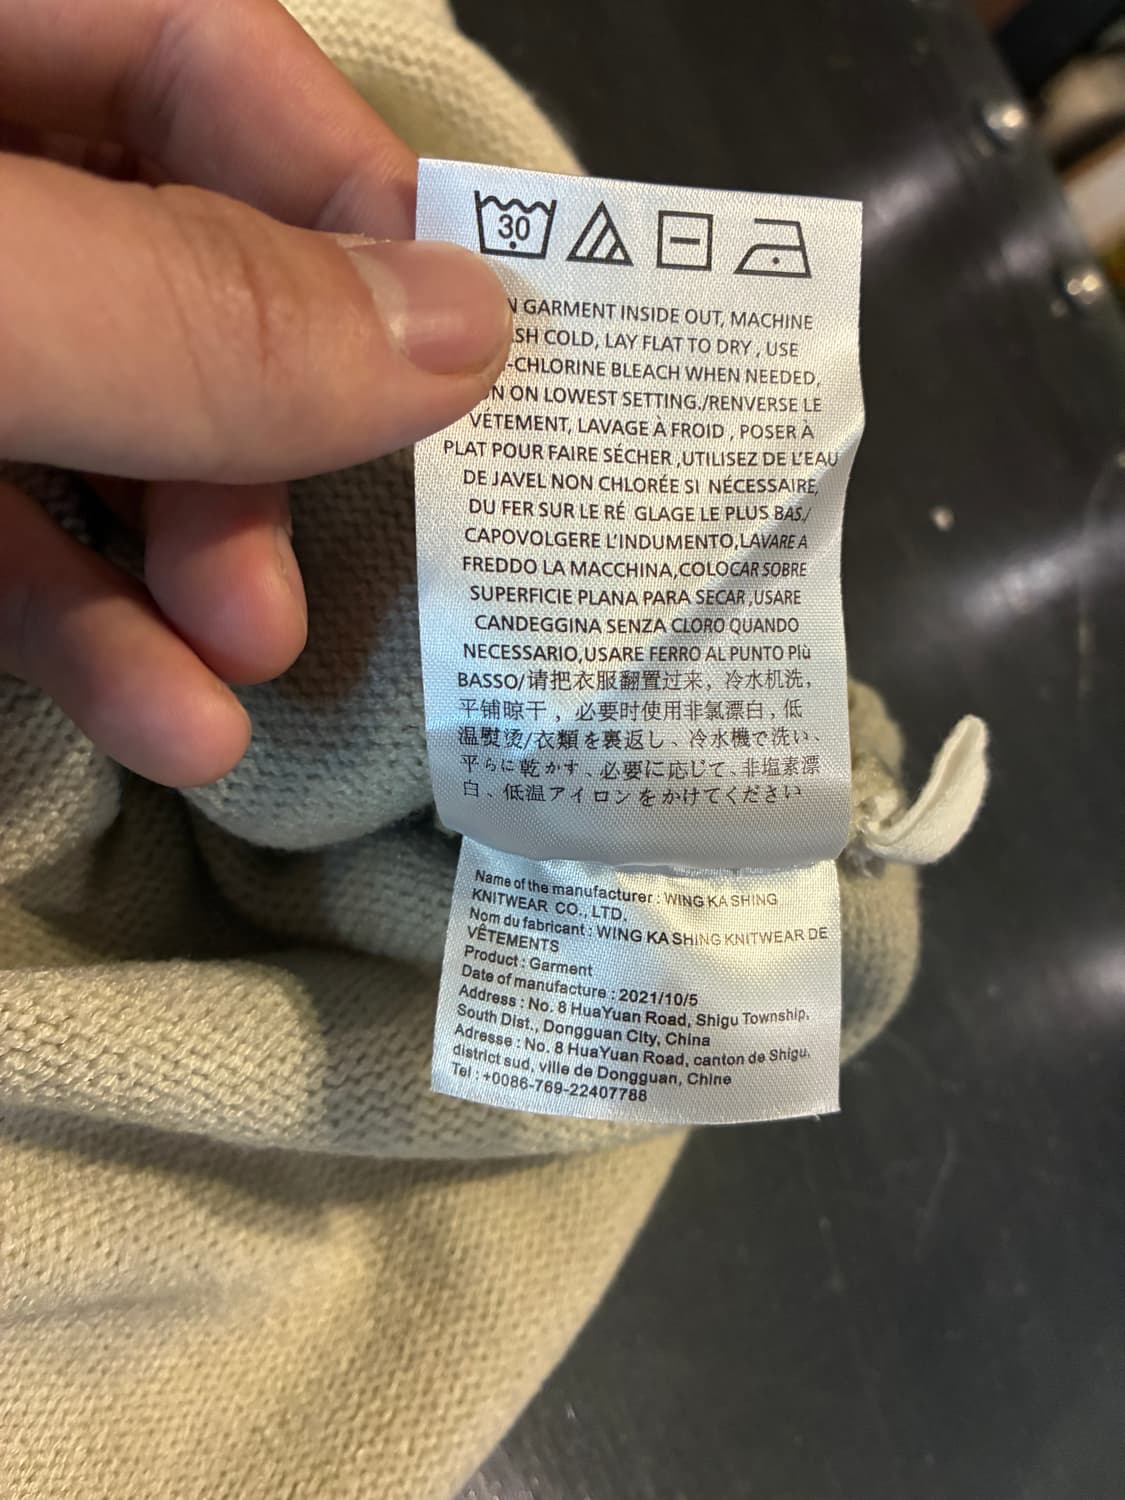 30
GARMENT INSIDE OUT, MACHINE
COLD, LAY FLAT TO DRY , USE
-CHLORINE BLEACH WHEN NEEDED,
ON LOWEST SETTING./RENVERSE LE
VÉTEMENT, LAVAGE À FROID , POSER À
PLAT POUR FAIRE SÉCHER ,UTILISEZ DE L'EAU
DE JAVEL NON CHLORÉE SI NÉCESSAIRE,
DU FER SUR LE RÉ GLAGE LE PLUS BAS./
CAPOVOLGERE L'INDUMENTO,LAVARE A
FREDDO LA MACCHINA,COLOCAR SOBRE
SUPERFICIE PLANA PARA SECAR ,USARE
CANDEGGINA SENZA CLORO QUANDO
NECESSARIO,USARE FERRO AL PUNTO PIù
BASSO/请把衣服翻置过来，冷水机洗，
平铺晾干，必要时使用非氯漂白，低
温熨烫/衣類を裏返し、冷水機で洗い、
平らに乾かす、必要に応じて、非塩素漂
白、低温アイロンをかけてください
Name of the manufacturer : WING KA SHING
KNITWEAR CO., LTD.
Nom du fabricant : WING KA SHING KNITWEAR DE
VÊTEMENTS
Product : Garment
Date of manufacture : 2021/10/5
Address : No. 8 HuaYuan Road, Shigu Township,
South Dist., Dongguan City, China
Adresse : No. 8 HuaYuan Road, canton de Shigu,
district sud, ville de Dongguan, Chine
Tel : +0086-769-22407788